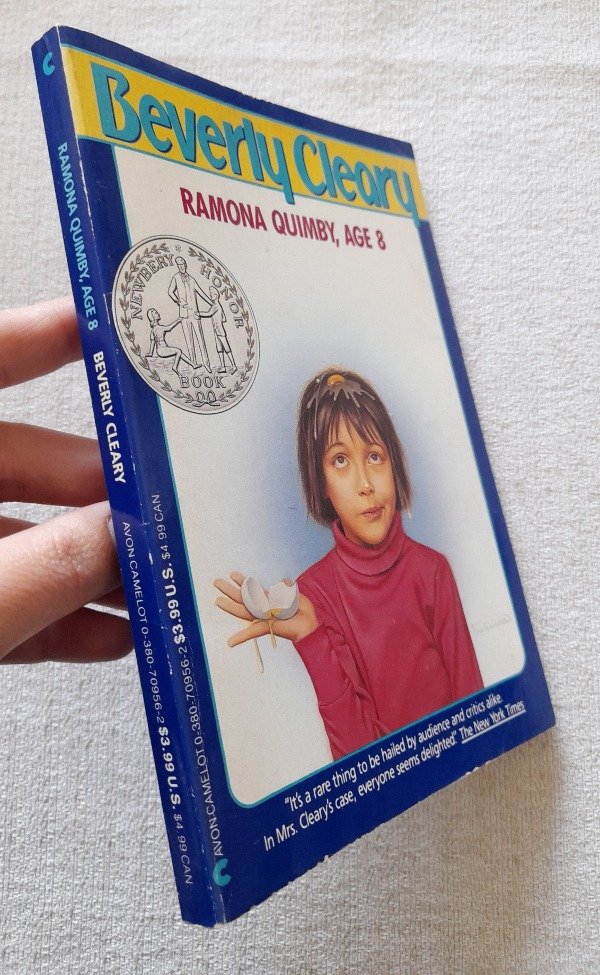 Beverly Cleary
RAMONA QUIMBY, AGE 8
NEWBERY HONOR
BOOK
"It's a rare thing to be hailed by audience and critics alike.
In Mrs. Cleary's case, everyone seems delighted." The New York Times
AVON CAMELOT 0-380-70956-2 $3.99 U.S. $4.99 CAN
RAMONA QUIMBY, AGE 8 BEVERLY CLEARY AVON CAMELOT 0-380-70956-2 $3.99 U.S. $4.99 CAN